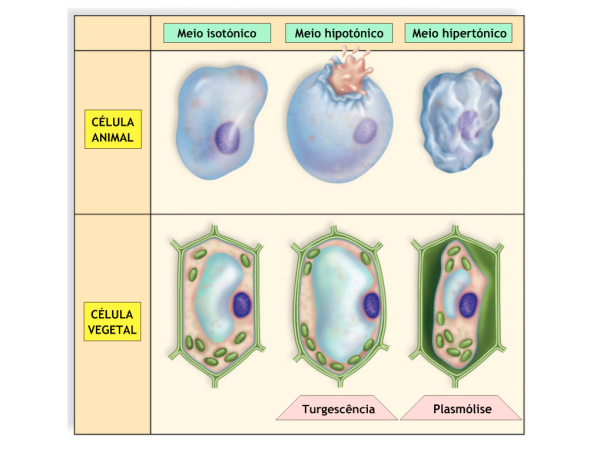 Meio isotónico
Meio hipotónico
Meio hipertónico
CÉLULA
ANIMAL
CÉLULA
VEGETAL
Turgescência
Plasmólise